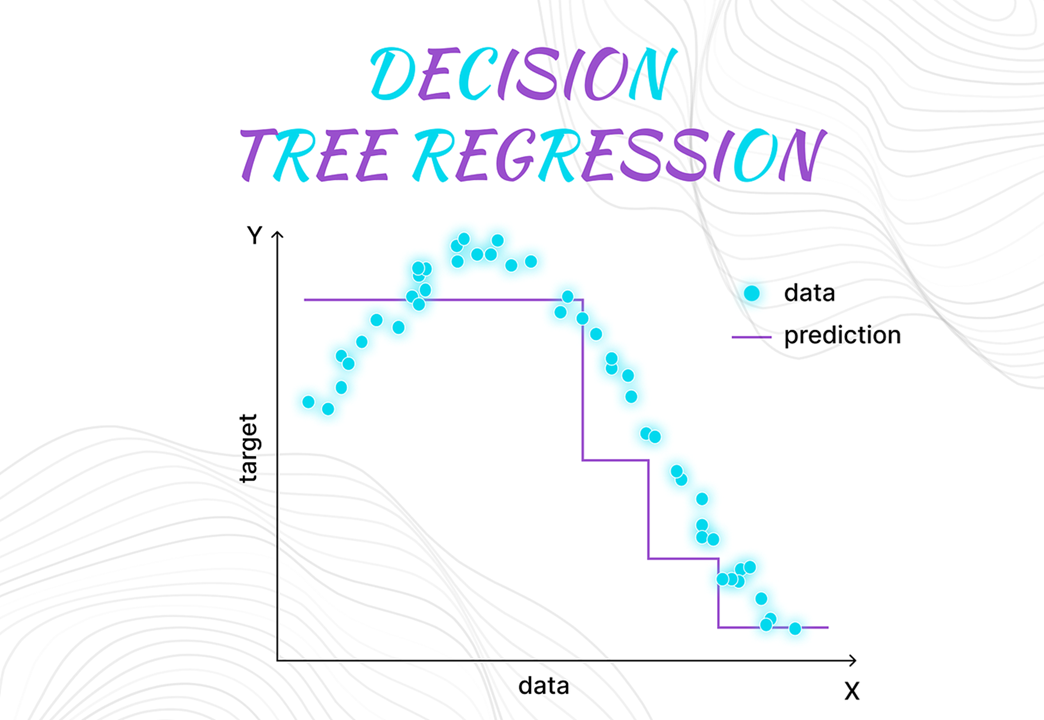 DECISION
TREE REGRESSION
Y
data
prediction
target
data
X